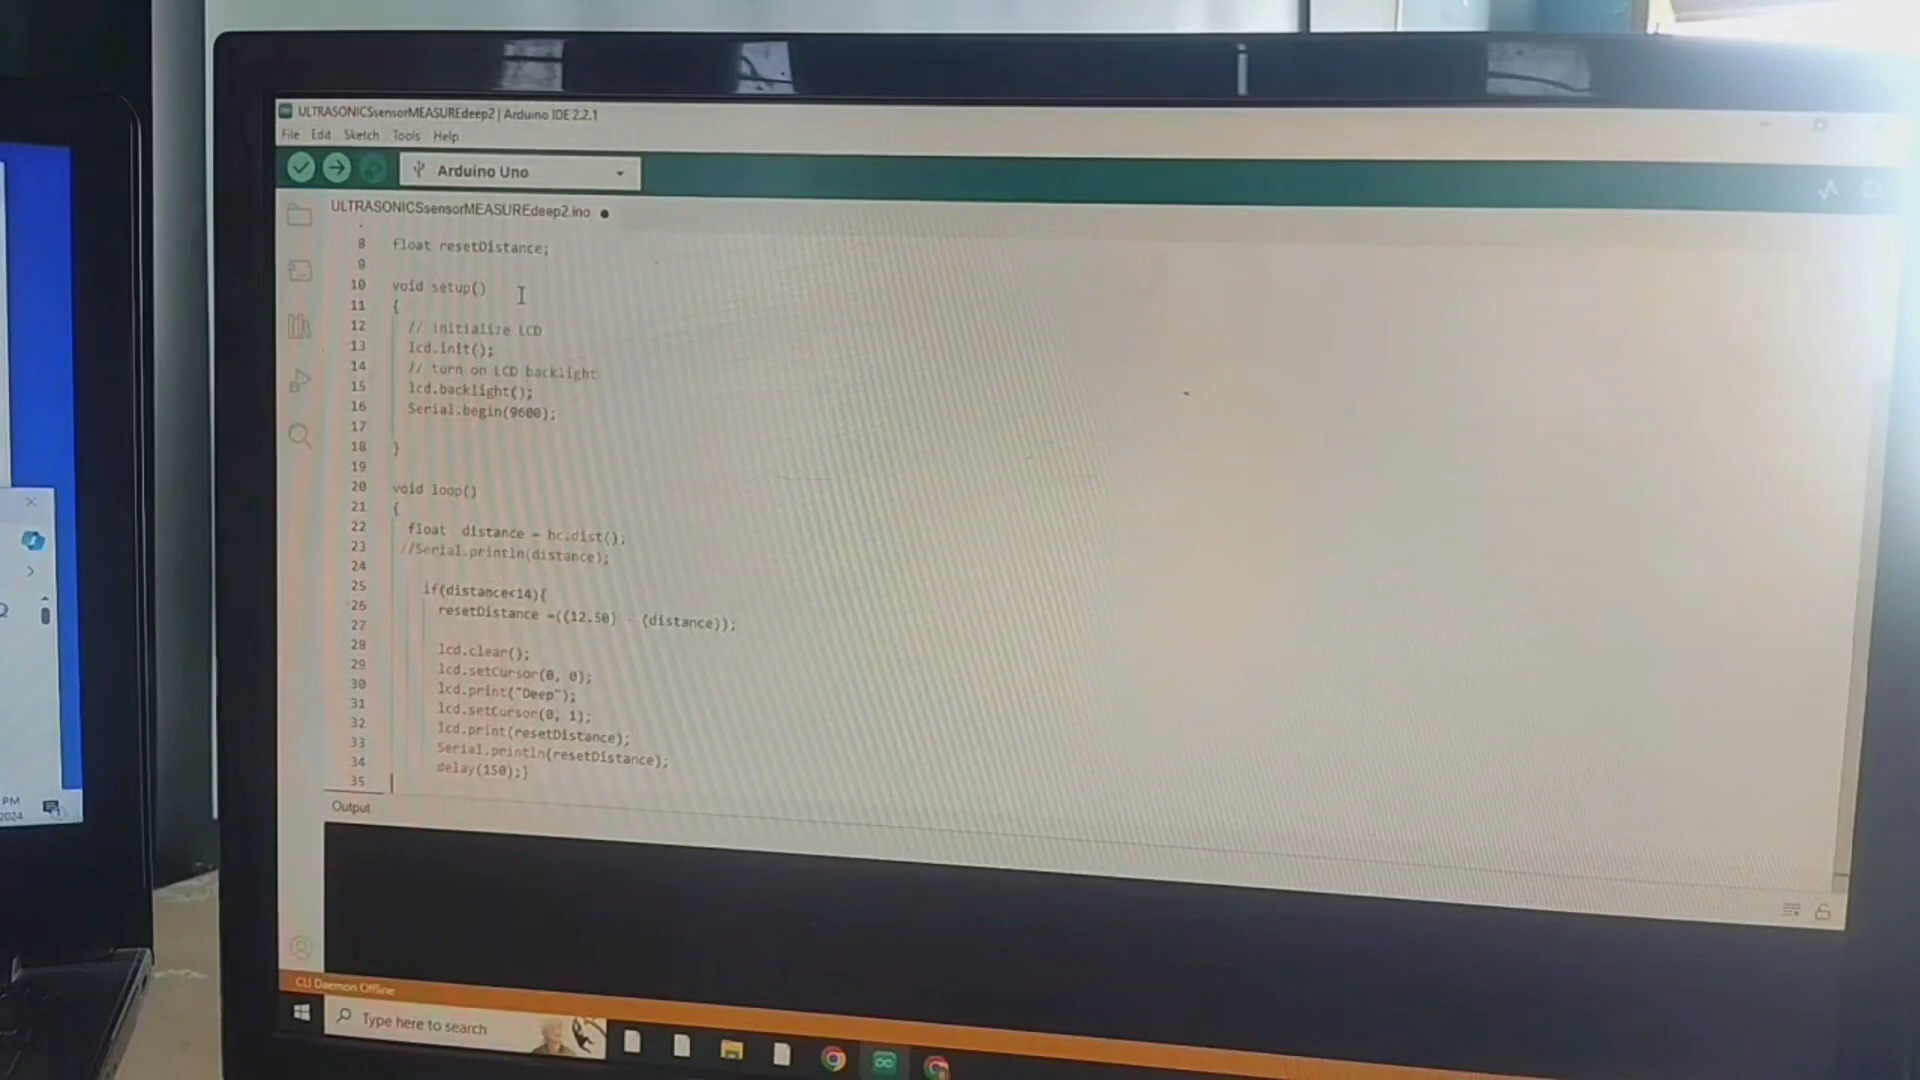 ULTRASONICSsensorMEASUREdeep2 | Arduino IDE 2.2.1
File Edit Sketch Tools Help
Arduino Uno
ULTRASONICSsensorMEASUREdeep2.ino
8 float resetDistance;
9
10 void setup()
11 {
12 // initialize LCD
13 lcd.init();
14 // turn on LCD backlight
15 lcd.backlight();
16 Serial.begin(9600);
17
18 }
19
20 void loop()
21 {
22 float distance = hc.dist();
23 //Serial.println(distance);
24
25 if(distance<14){
26 resetDistance =((12.50) - (distance));
27
28 lcd.clear();
29 lcd.setCursor(0, 0);
30 lcd.print("Deep");
31 lcd.setCursor(0, 1);
32 lcd.print(resetDistance);
33 Serial.println(resetDistance);
34 delay(150);}
35
Output
CLI Daemon Offline
Type here to search
PM
2024